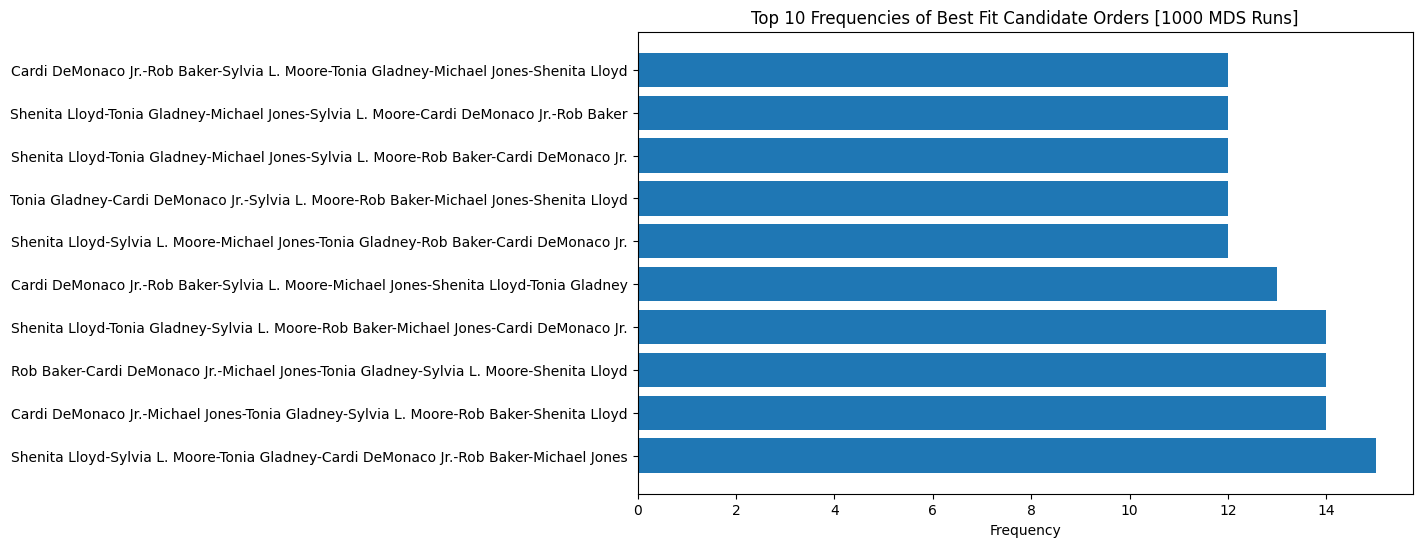 Top 10 Frequencies of Best Fit Candidate Orders [1000 MDS Runs]
Cardi DeMonaco Jr.-Rob Baker-Sylvia L. Moore-Tonia Gladney-Michael Jones-Shenita Lloyd
Shenita Lloyd-Tonia Gladney-Michael Jones-Sylvia L. Moore-Cardi DeMonaco Jr.-Rob Baker
Shenita Lloyd-Tonia Gladney-Michael Jones-Sylvia L. Moore-Rob Baker-Cardi DeMonaco Jr.
Tonia Gladney-Cardi DeMonaco Jr.-Sylvia L. Moore-Rob Baker-Michael Jones-Shenita Lloyd
Shenita Lloyd-Sylvia L. Moore-Michael Jones-Tonia Gladney-Rob Baker-Cardi DeMonaco Jr.
Cardi DeMonaco Jr.-Rob Baker-Sylvia L. Moore-Michael Jones-Shenita Lloyd-Tonia Gladney
Shenita Lloyd-Tonia Gladney-Sylvia L. Moore-Rob Baker-Michael Jones-Cardi DeMonaco Jr.
Rob Baker-Cardi DeMonaco Jr.-Michael Jones-Tonia Gladney-Sylvia L. Moore-Shenita Lloyd
Cardi DeMonaco Jr.-Michael Jones-Tonia Gladney-Sylvia L. Moore-Rob Baker-Shenita Lloyd
Shenita Lloyd-Sylvia L. Moore-Tonia Gladney-Cardi DeMonaco Jr.-Rob Baker-Michael Jones
0 2 4 6 8 10 12 14
Frequency